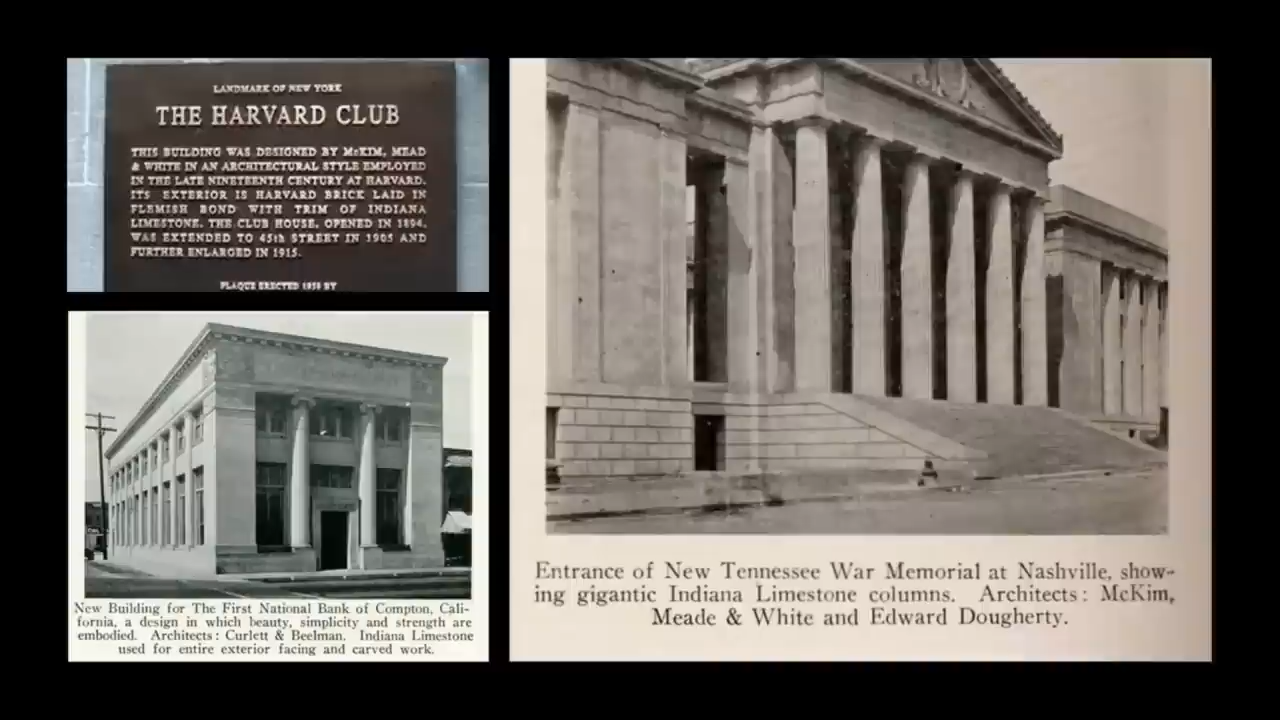 LANDMARK OF NEW YORK
THE HARVARD CLUB
THIS BUILDING WAS DESIGNED BY McKIM, MEAD
& WHITE IN AN ARCHITECTURAL STYLE EMPLOYED
IN THE LATE NINETEENTH CENTURY AT HARVARD.
ITS EXTERIOR IS HARVARD BRICK LAID IN
FLEMISH BOND WITH TRIM OF INDIANA
LIMESTONE. THE CLUB HOUSE, OPENED IN 1894,
WAS EXTENDED TO 45th STREET IN 1905 AND
FURTHER ENLARGED IN 1915.
PLAQUE ERECTED 1958 BY
New Building for The First National Bank of Compton, Cali-
fornia, a design in which beauty, simplicity and strength are
embodied. Architects: Curlett & Beelman. Indiana Limestone
used for entire exterior facing and carved work.
Entrance of New Tennessee War Memorial at Nashville, show-
ing gigantic Indiana Limestone columns. Architects: McKim,
Meade & White and Edward Dougherty.